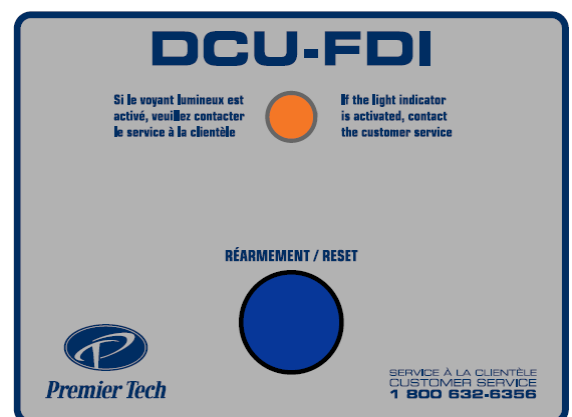 DCU-FDI
Si le voyant lumineux est
activé, veuillez contacter
le service à la clientèle
If the light indicator
is activated, contact
the customer service
RÉARMEMENT / RESET
Premier Tech
SERVICE À LA CLIENTÈLE
CUSTOMER SERVICE
1 800 632-6356